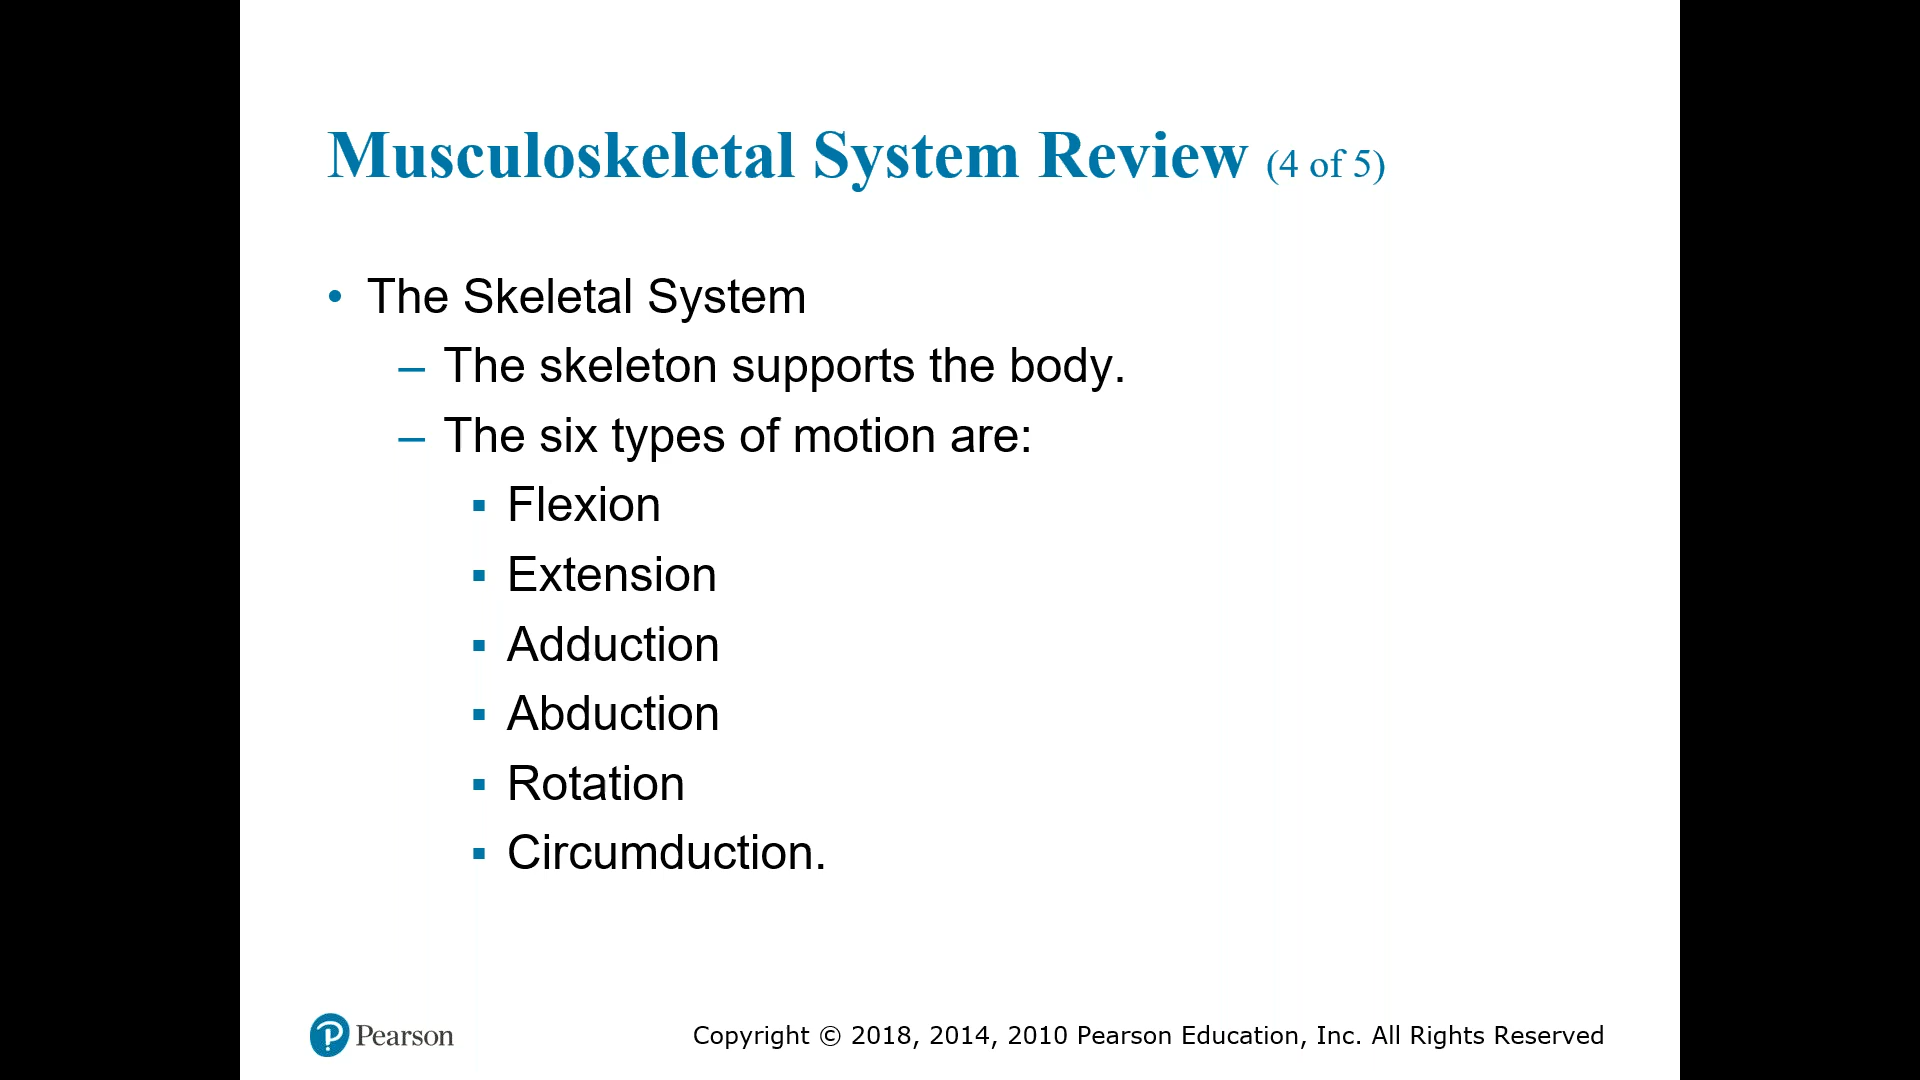 Musculoskeletal System Review (4 of 5)
• The Skeletal System
– The skeleton supports the body.
– The six types of motion are:
▪ Flexion
▪ Extension
▪ Adduction
▪ Abduction
▪ Rotation
▪ Circumduction.
Pearson
Copyright © 2018, 2014, 2010 Pearson Education, Inc. All Rights Reserved